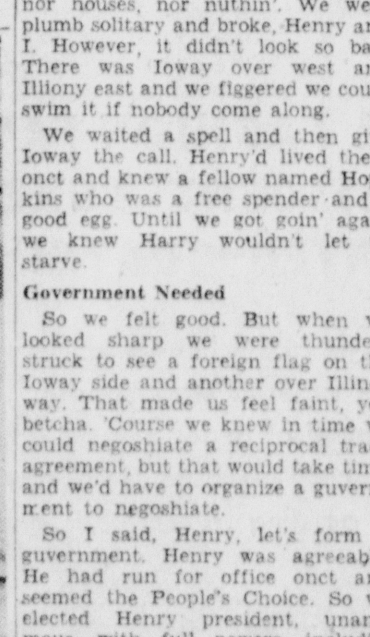 nor houses, nor nuthin'. We we
plumb solitary and broke, Henry a
I. However, it didn't look so ba
There was Ioway over west a
Illiony east and we figgered we cou
swim it if nobody come along.
We waited a spell and then gi
Ioway the call. Henry'd lived the
onct and knew a fellow named Ho
kins who was a free spender and
good egg. Until we got goin' aga
we knew Harry wouldn't let
starve.
Government Needed
So we felt good. But when
looked sharp we were thunde
struck to see a foreign flag on t
Ioway side and another over Illin
way. That made us feel faint, y
betcha. 'Course we knew in time
could negoshiate a reciprocal tra
agreement, but that would take tim
and we'd have to organize a guver
ment to negoshiate.
So I said, Henry, let's form
guvernment. Henry was agreeab
He had run for office onct a
seemed the People's Choice. So
elected Henry president, unan